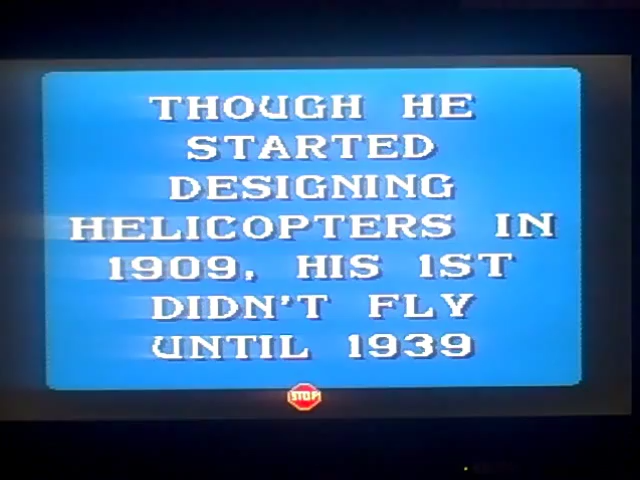 THOUGH HE
STARTED
DESIGNING
HELICOPTERS IN
1909, HIS 1ST
DIDN'T FLY
UNTIL 1939
STOP